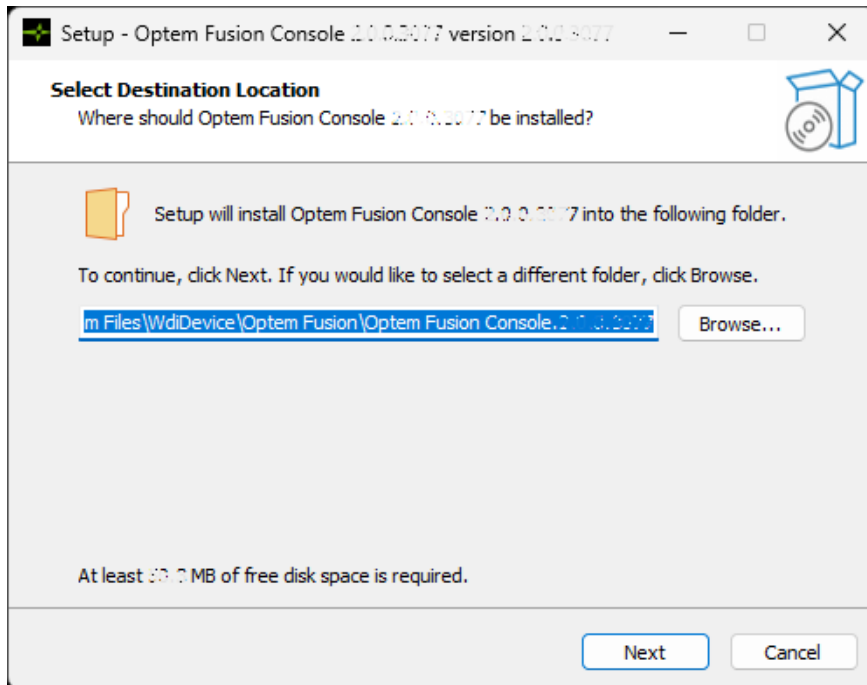 Setup - Optem Fusion Console version
Select Destination Location
Where should Optem Fusion Console be installed?
Setup will install Optem Fusion Console into the following folder.
To continue, click Next. If you would like to select a different folder, click Browse.
m Files\WdiDevice\Optem Fusion\Optem Fusion Console.
Browse...
At least MB of free disk space is required.
Next
Cancel